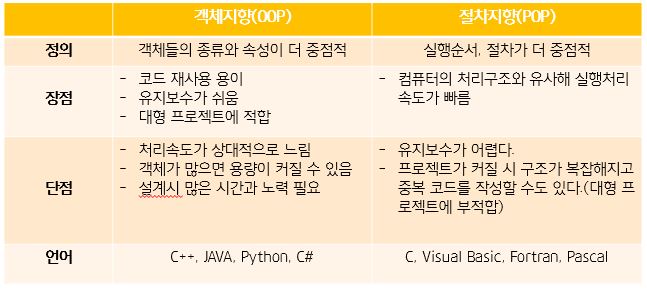 객체지향(OOP) 절차지향(POP)
정의 객체들의 종류와 속성이 더 중점적 실행순서, 절차가 더 중점적
장점
- 코드 재사용 용이
- 유지보수가 쉬움
- 대형 프로젝트에 적합
- 컴퓨터의 처리구조와 유사해 실행처리
속도가 빠름
단점
- 처리속도가 상대적으로 느림
- 객체가 많으면 용량이 커질 수 있음
- 설계시 많은 시간과 노력 필요
- 유지보수가 어렵다.
- 프로젝트가 커질 시 구조가 복잡해지고
중복 코드를 작성할 수도 있다.(대형 프
로젝트에 부적합)
언어 C++, JAVA, Python, C# C, Visual Basic, Fortran, Pascal